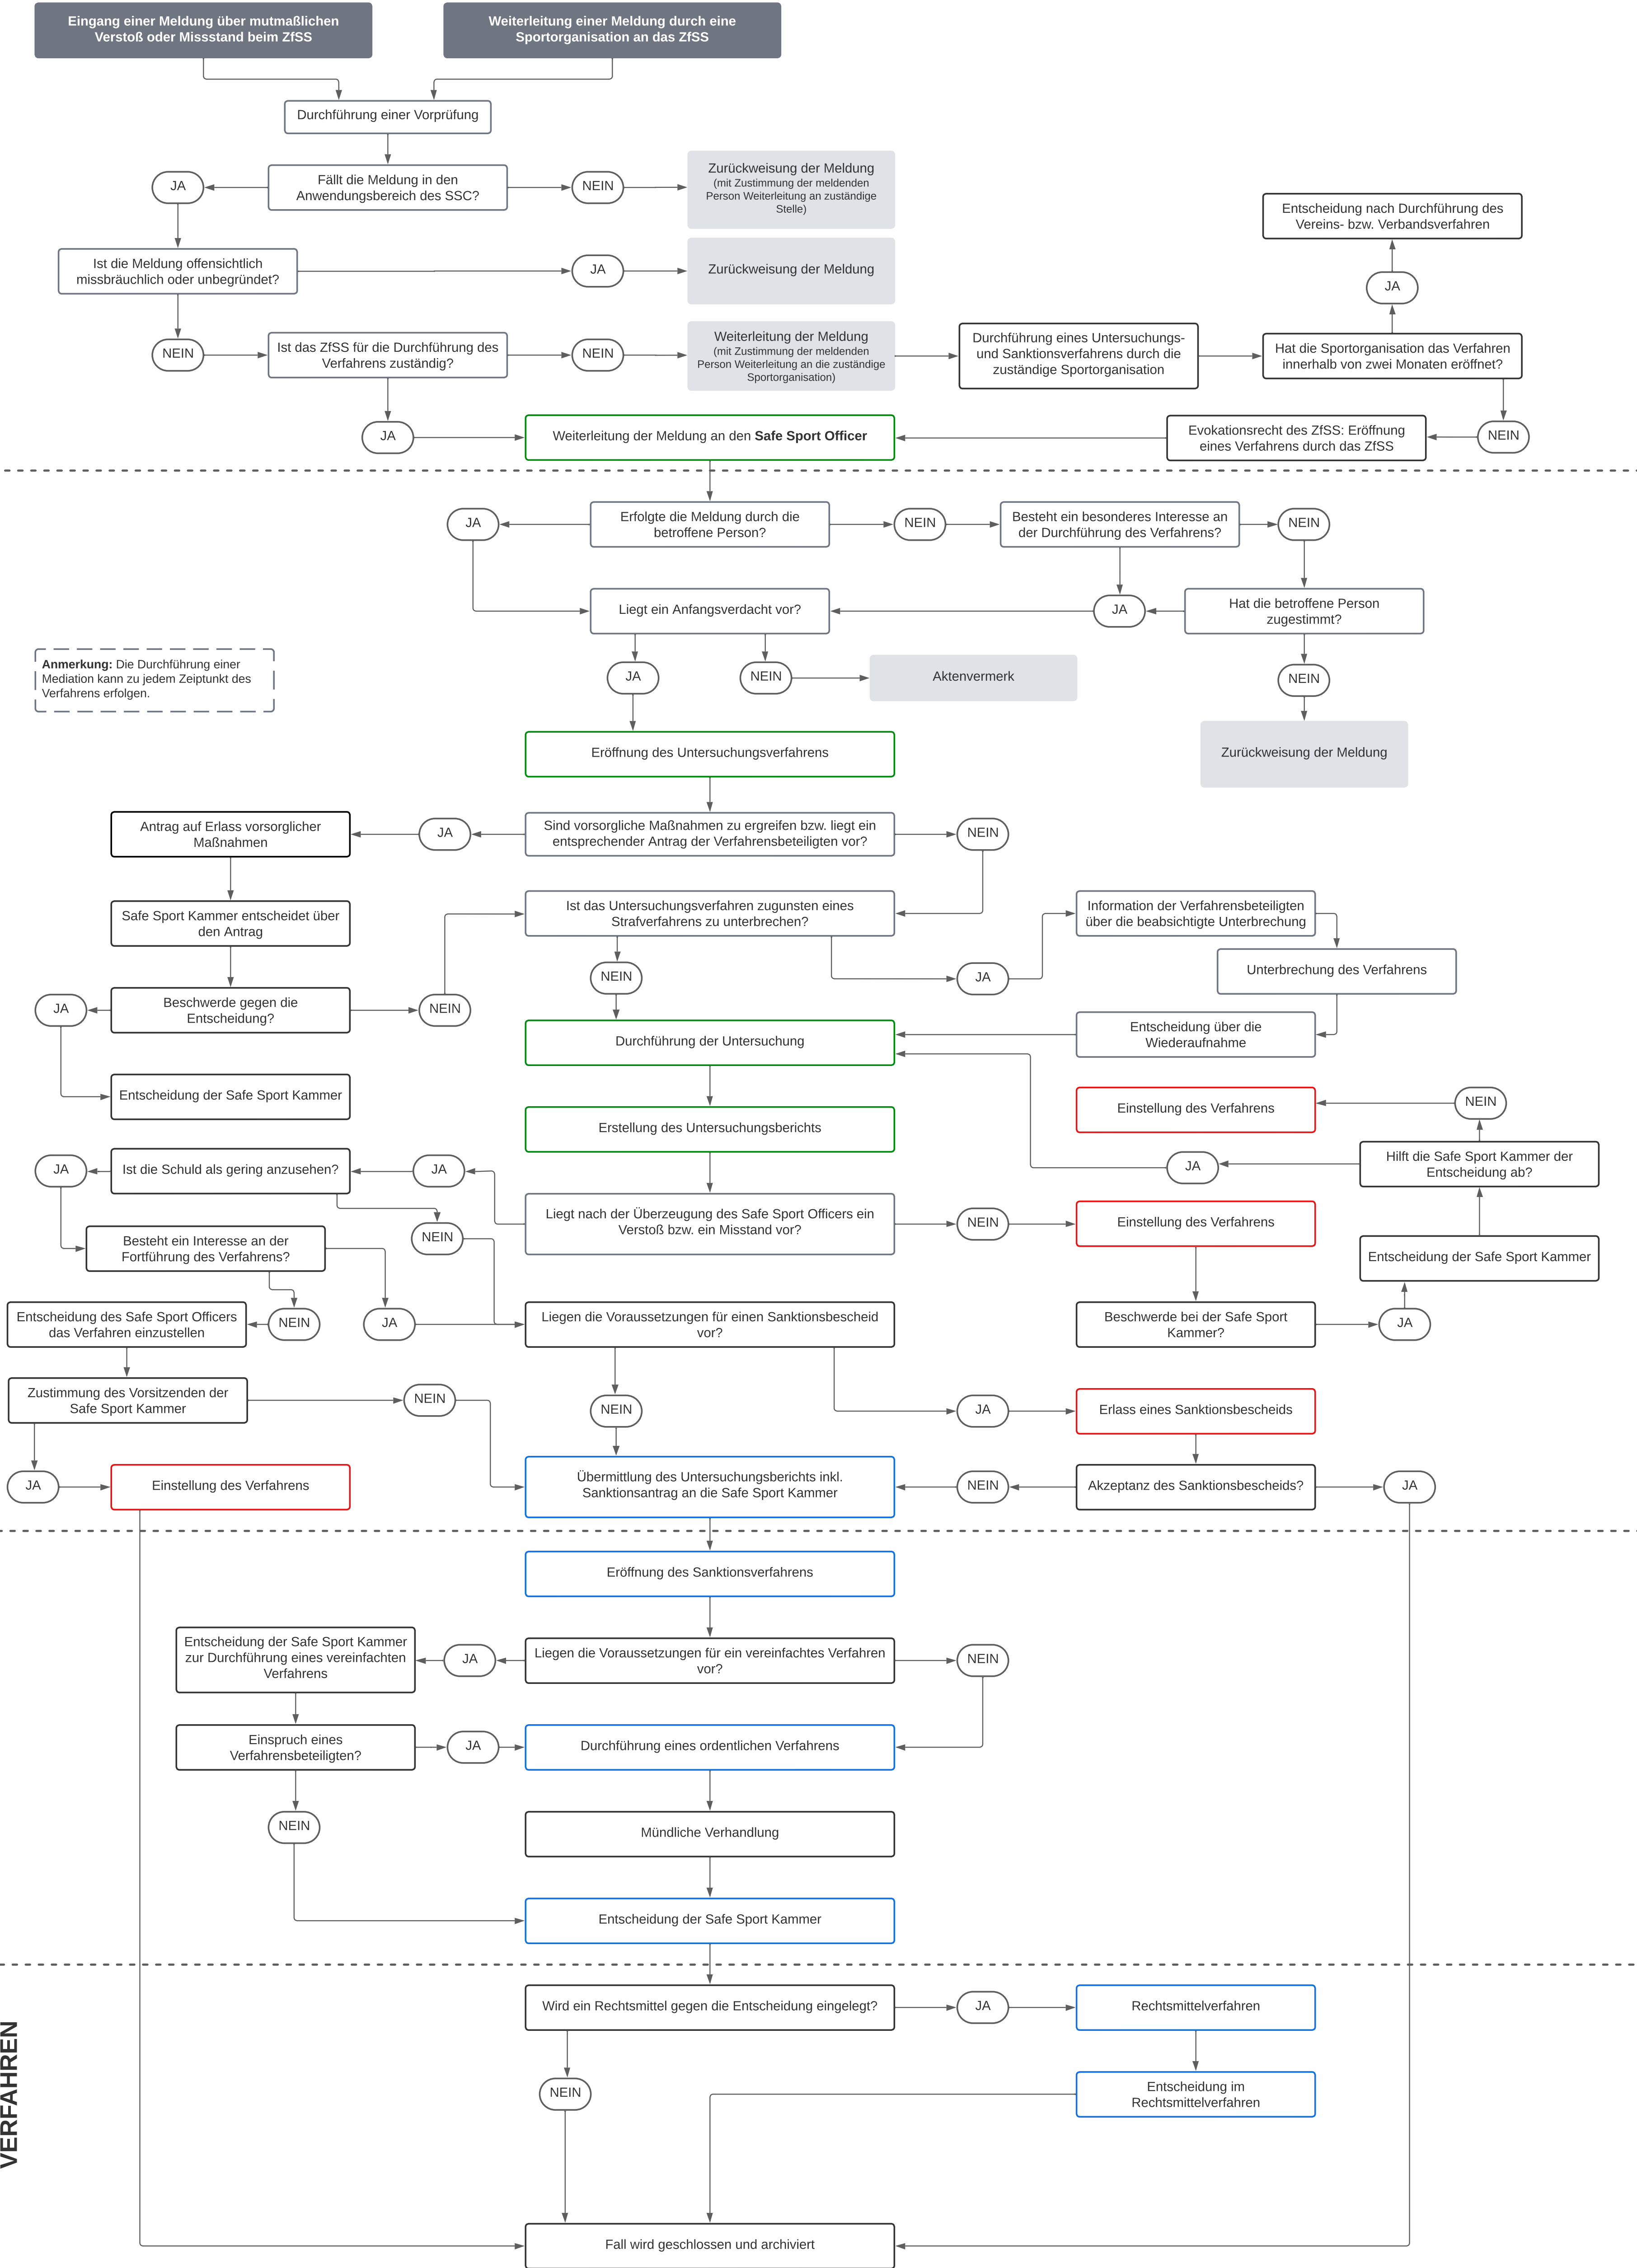 Eingang einer Meldung über mutmaßlichen
Verstoß oder Missstand beim ZfSS
Weiterleitung einer Meldung durch eine
Sportorganisation an das ZfSS
Durchführung einer Vorprüfung
JA
Fällt die Meldung in den
Anwendungsbereich des SSC?
NEIN
Zurückweisung der Meldung
(mit Zustimmung der meldenden
Person Weiterleitung an zuständige
Stelle)
Entscheidung nach Durchführung des
Vereins- bzw. Verbandsverfahren
Ist die Meldung offensichtlich
missbräuchlich oder unbegründet?
JA
Zurückweisung der Meldung
JA
NEIN
Ist das ZfSS für die Durchführung des
Verfahrens zuständig?
NEIN
Weiterleitung der Meldung
(mit Zustimmung der meldenden
Person Weiterleitung an die zuständige
Sportorganisation)
Durchführung eines Untersuchungs-
und Sanktionsverfahrens durch die
zuständige Sportorganisation
Hat die Sportorganisation das Verfahren
innerhalb von zwei Monaten eröffnet?
JA
Weiterleitung der Meldung an den Safe Sport Officer
Evokationsrecht des ZfSS: Eröffnung
eines Verfahrens durch das ZfSS
NEIN
JA
Erfolgte die Meldung durch die
betroffene Person?
NEIN
Besteht ein besonderes Interesse an
der Durchführung des Verfahrens?
NEIN
Liegt ein Anfangsverdacht vor?
JA
Hat die betroffene Person
zugestimmt?
Anmerkung: Die Durchführung einer
Mediation kann zu jedem Zeiptunkt des
Verfahrens erfolgen.
JA
NEIN
Aktenvermerk
NEIN
Eröffnung des Untersuchungsverfahrens
Zurückweisung der Meldung
Antrag auf Erlass vorsorglicher
Maßnahmen
JA
Sind vorsorgliche Maßnahmen zu ergreifen bzw. liegt ein
entsprechender Antrag der Verfahrensbeteiligten vor?
NEIN
Safe Sport Kammer entscheidet über
den Antrag
Ist das Untersuchungsverfahren zugunsten eines
Strafverfahrens zu unterbrechen?
Information der Verfahrensbeteiligten
über die beabsichtigte Unterbrechung
NEIN
JA
Unterbrechung des Verfahrens
JA
Beschwerde gegen die
Entscheidung?
NEIN
Durchführung der Untersuchung
Entscheidung über die
Wiederaufnahme
Entscheidung der Safe Sport Kammer
Einstellung des Verfahrens
NEIN
Erstellung des Untersuchungsberichts
JA
Ist die Schuld als gering anzusehen?
JA
JA
Hilft die Safe Sport Kammer der
Entscheidung ab?
Liegt nach der Überzeugung des Safe Sport Officers ein
Verstoß bzw. ein Misstand vor?
NEIN
Einstellung des Verfahrens
Besteht ein Interesse an der
Fortführung des Verfahrens?
NEIN
Entscheidung der Safe Sport Kammer
Entscheidung des Safe Sport Officers
das Verfahren einzustellen
NEIN
JA
Liegen die Voraussetzungen für einen Sanktionsbescheid
vor?
Beschwerde bei der Safe Sport
Kammer?
JA
Zustimmung des Vorsitzenden der
Safe Sport Kammer
NEIN
NEIN
JA
Erlass eines Sanktionsbescheids
JA
Einstellung des Verfahrens
Übermittlung des Untersuchungsberichts inkl.
Sanktionsantrag an die Safe Sport Kammer
NEIN
Akzeptanz des Sanktionsbescheids?
JA
Eröffnung des Sanktionsverfahrens
Entscheidung der Safe Sport Kammer
zur Durchführung eines vereinfachten
Verfahrens
JA
Liegen die Voraussetzungen für ein vereinfachtes Verfahren
vor?
NEIN
Einspruch eines
Verfahrensbeteiligten?
JA
Durchführung eines ordentlichen Verfahrens
NEIN
Mündliche Verhandlung
Entscheidung der Safe Sport Kammer
Wird ein Rechtsmittel gegen die Entscheidung eingelegt?
JA
Rechtsmittelverfahren
VERFAHREN
NEIN
Entscheidung im
Rechtsmittelverfahren
Fall wird geschlossen und archiviert